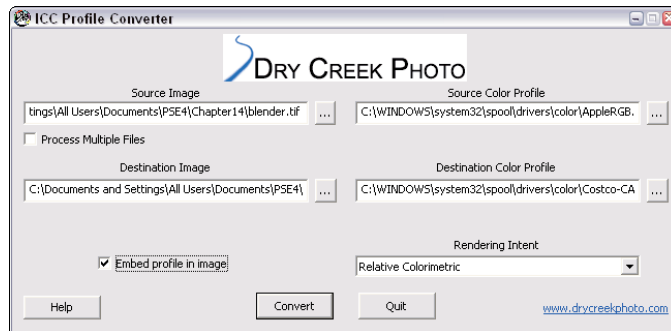 ICC Profile Converter
DRY CREEK PHOTO
Source Image
Source Color Profile
tings\All Users\Documents\PSE4\Chapter14\blender.tif
...
C:\WINDOWS\system32\spool\drivers\color\AppleRGB.
...
Process Multiple Files
Destination Image
Destination Color Profile
C:\Documents and Settings\All Users\Documents\PSE4\
...
C:\WINDOWS\system32\spool\drivers\color\Costco-CA
...
Embed profile in image
Rendering Intent
Relative Colorimetric
Help
Convert
Quit
www.drycreekphoto.com